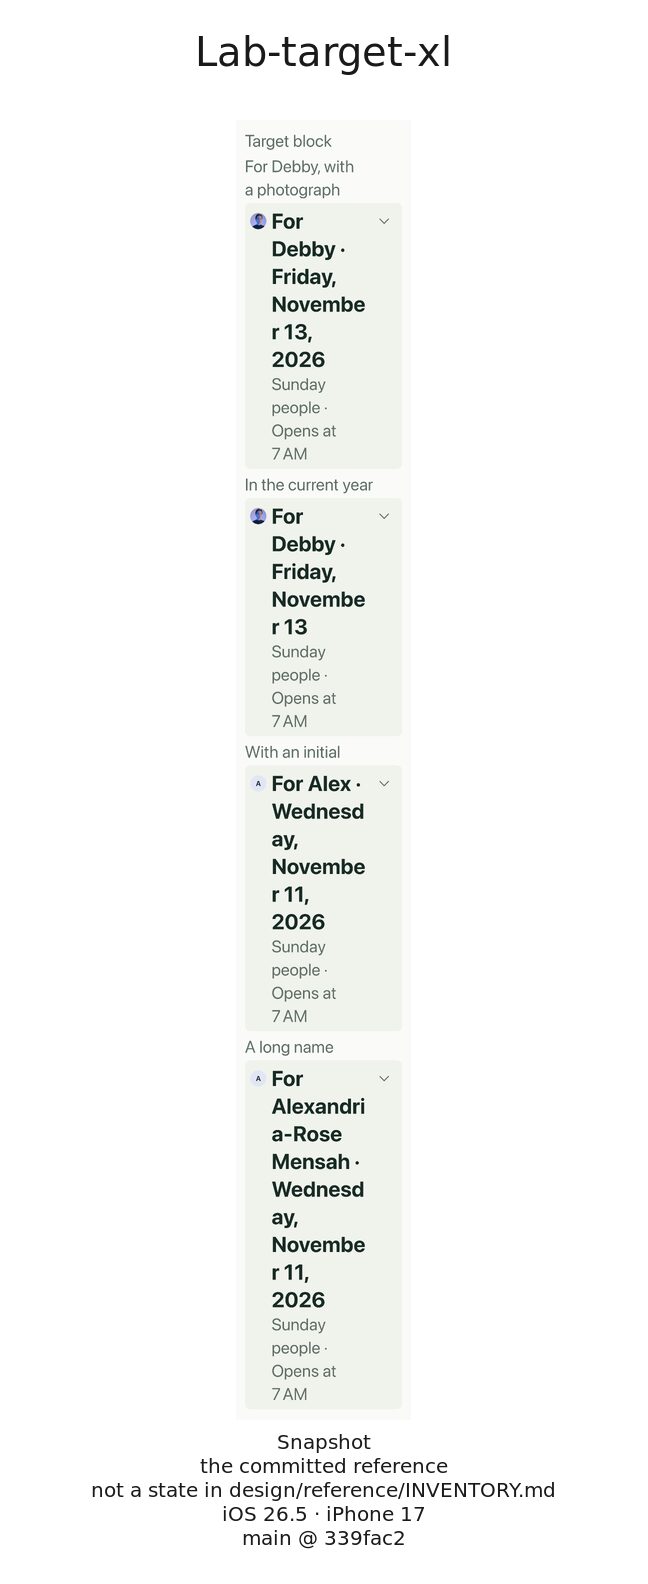 Lab-target-xl
Target block
For Debby, with
a photograph
For
Debby ·
Friday,
Novembe
r 13,
2026
Sunday
people ·
Opens at
7 AM
In the current year
For
Debby ·
Friday,
Novembe
r 13
Sunday
people ·
Opens at
7 AM
With an initial
A
For Alex ·
Wednesd
ay,
Novembe
r 11,
2026
Sunday
people ·
Opens at
7 AM
A long name
A
For
Alexandri
a-Rose
Mensah ·
Wednesd
ay,
Novembe
r 11,
2026
Sunday
people ·
Opens at
7 AM
Snapshot
the committed reference
not a state in design/reference/INVENTORY.md
iOS 26.5 · iPhone 17
main @ 339fac2